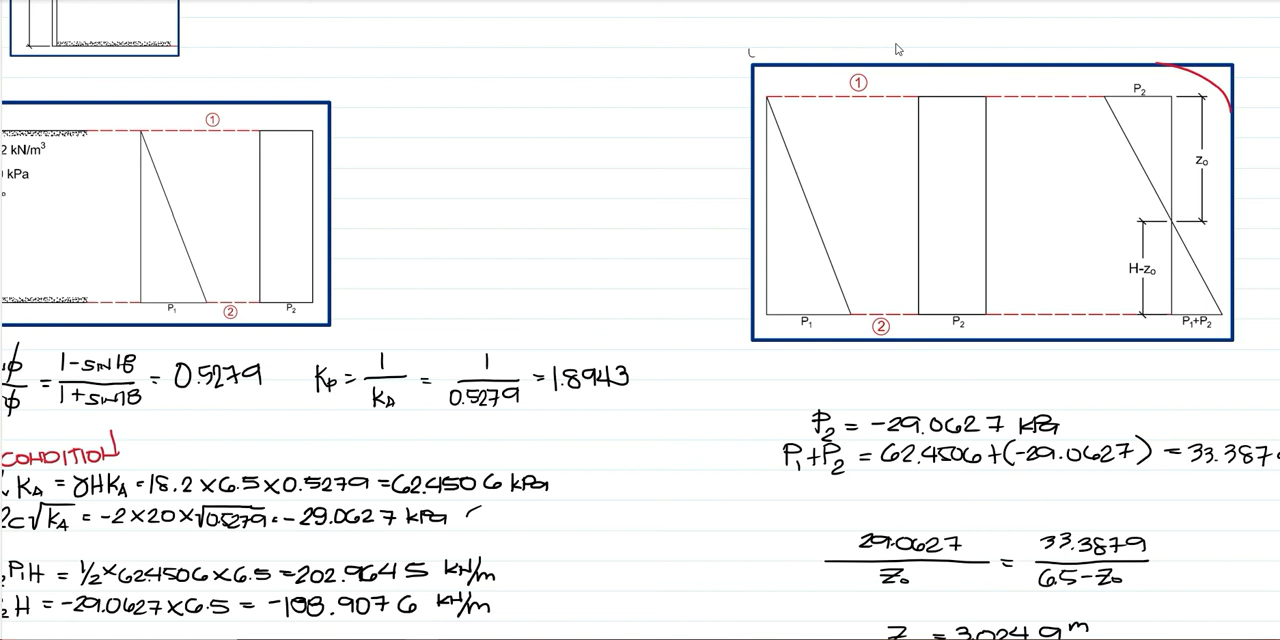 ①
2 kN/m³
) kPa
°
P₁
②
P₂
①
P₂
z₀
H-z₀
P₁
②
P₂
P₁+P₂
ϕ/ϕ = (1-sin18)/(1+sin18) = 0.5279 Kp = 1/KA = 1/0.5279 = 1.8943
CONDITION
KA = γHKA = 18.2 × 6.5 × 0.5279 = 62.4506 kPa
2c√KA = -2 × 20 × √0.5279 = -29.0627 kPa
P₁H = 1/2 × 624506 × 6.5 = 202.9645 kN/m
₂H = -29.0627 × 6.5 = -188.9076 kN/m
P₂ = -29.0627 kPa
P₁+P₂ = 62.4506 + (-29.0627) = 33.387
29.0627/Z₀ = 33.3879/(6.5-Z₀)
Z = 3.0249 m